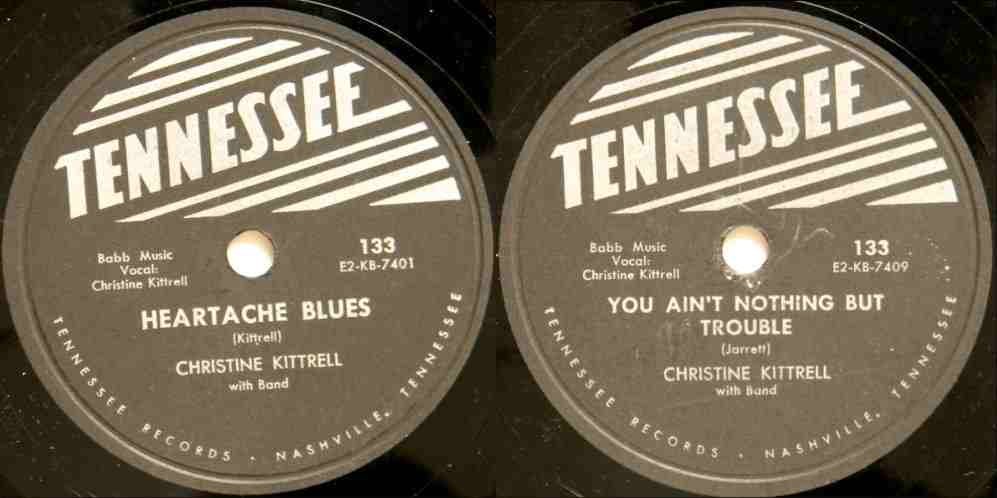 TENNESSEE
Babb Music
Vocal:
Christine Kittrell
133
E2-KB-7401
HEARTACHE BLUES
(Kittrell)
CHRISTINE KITTRELL
with Band
TENNESSEE RECORDS • NASHVILLE, TENNESSEE
TENNESSEE
Babb Music
Vocal:
Christine Kittrell
133
E2-KB-7409
YOU AIN'T NOTHING BUT
TROUBLE
(Jarrett)
CHRISTINE KITTRELL
with Band
TENNESSEE RECORDS • NASHVILLE, TENNESSEE